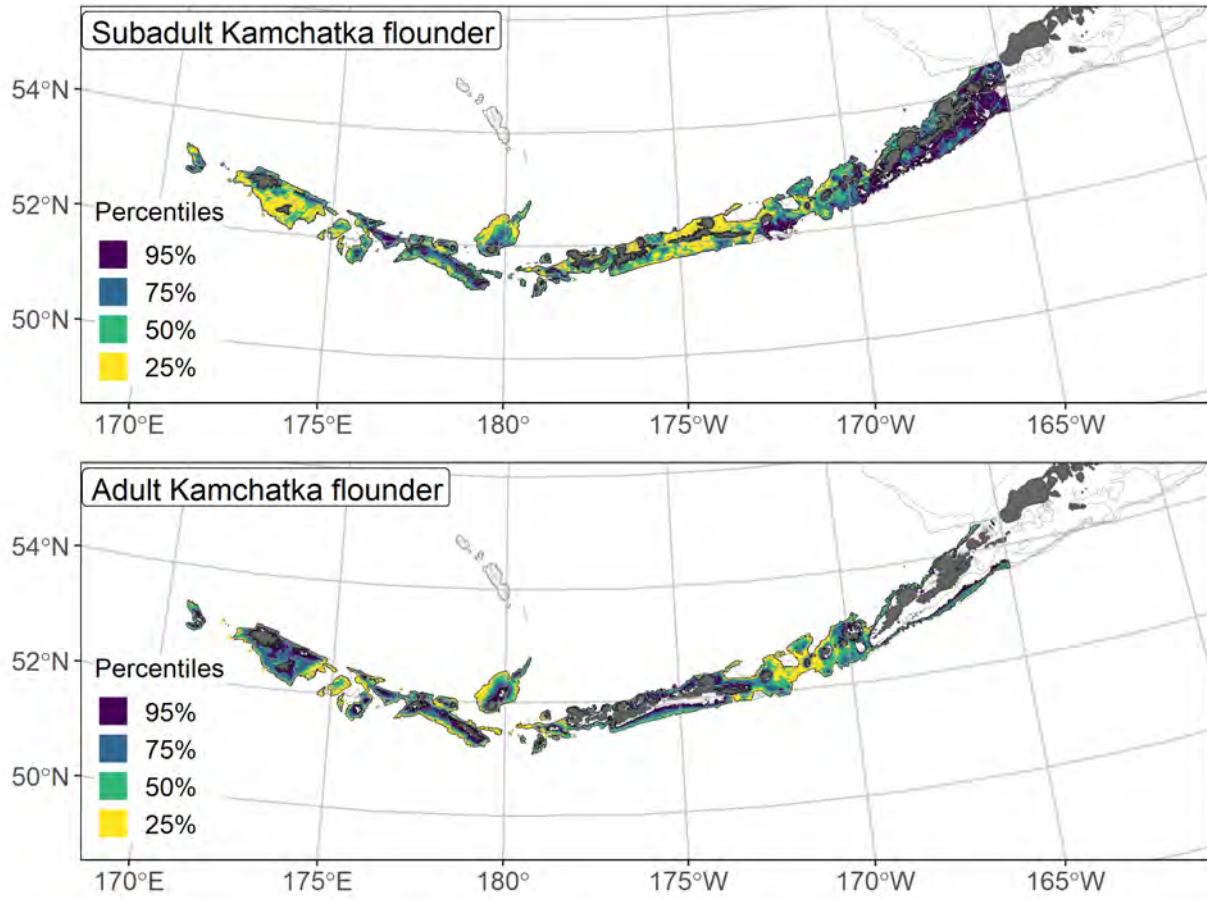 Subadult Kamchatka flounder
54°N
52°N
50°N
Percentiles
95%
75%
50%
25%
170°E 175°E 180° 175°W 170°W 165°W
Adult Kamchatka flounder
54°N
52°N
50°N
Percentiles
95%
75%
50%
25%
170°E 175°E 180° 175°W 170°W 165°W